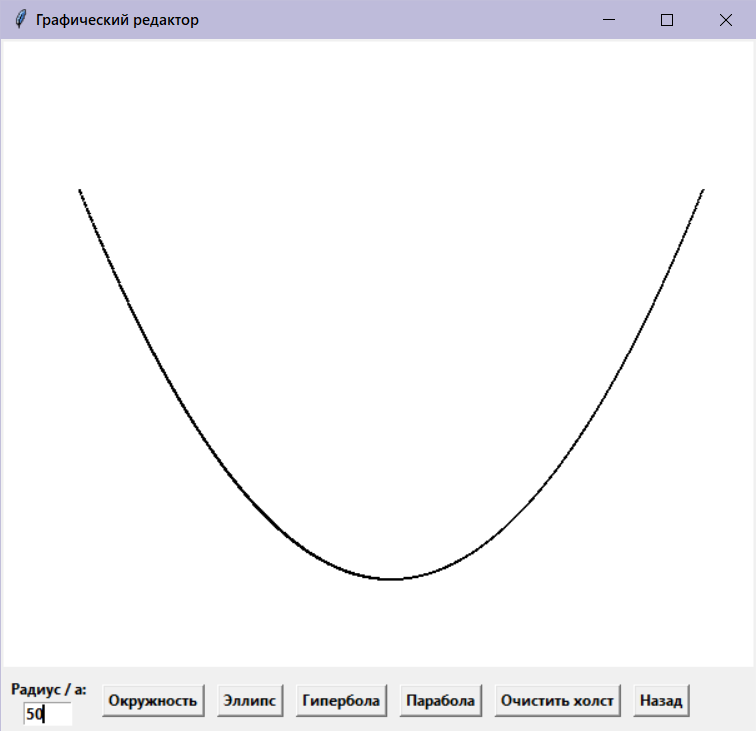 Графический редактор
Радиус / a:
50
Окружность
Эллипс
Гипербола
Парабола
Очистить холст
Назад